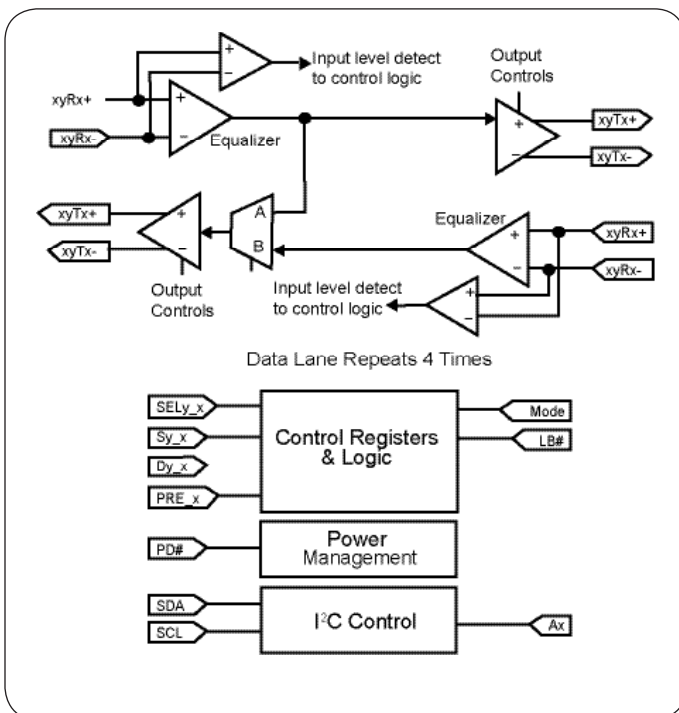 Input level detect
to control logic
Output
Controls
xyRx+
+
−
+
−
xyRx-
Equalizer
+
−
xyTx+
xyTx-
xyTx+
xyTx-
+
−
A
B
Equalizer
+
−
xyRx+
xyRx-
Output
Controls
Input level detect
to control logic
+
−
Data Lane Repeats 4 Times
SELy_x
Sy_x
Dy_x
PRE_x
Control Registers
& Logic
Mode
LB#
PD#
Power
Management
SDA
SCL
I²C Control
Ax